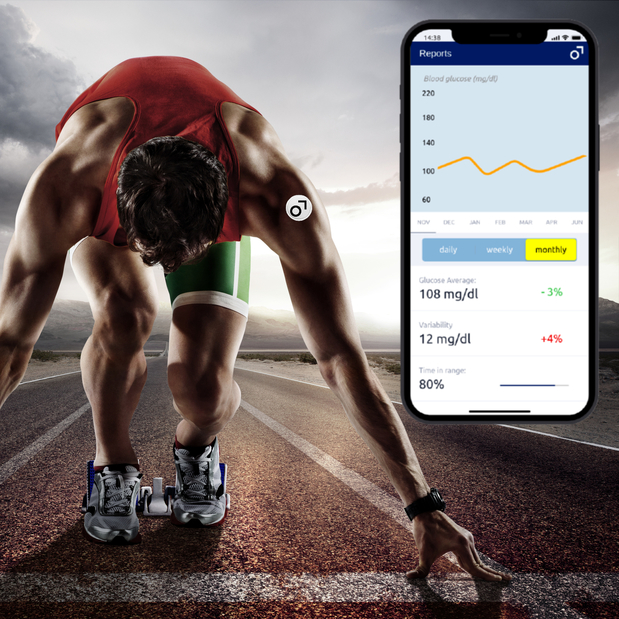 14:38
Reports
Blood glucose (mg/dl)
220
180
140
100
60
NOV DEC JAN FEB MAR APR JUN
daily weekly monthly
Glucose Average:
108 mg/dl - 3%
Variability
12 mg/dl +4%
Time in range:
80%